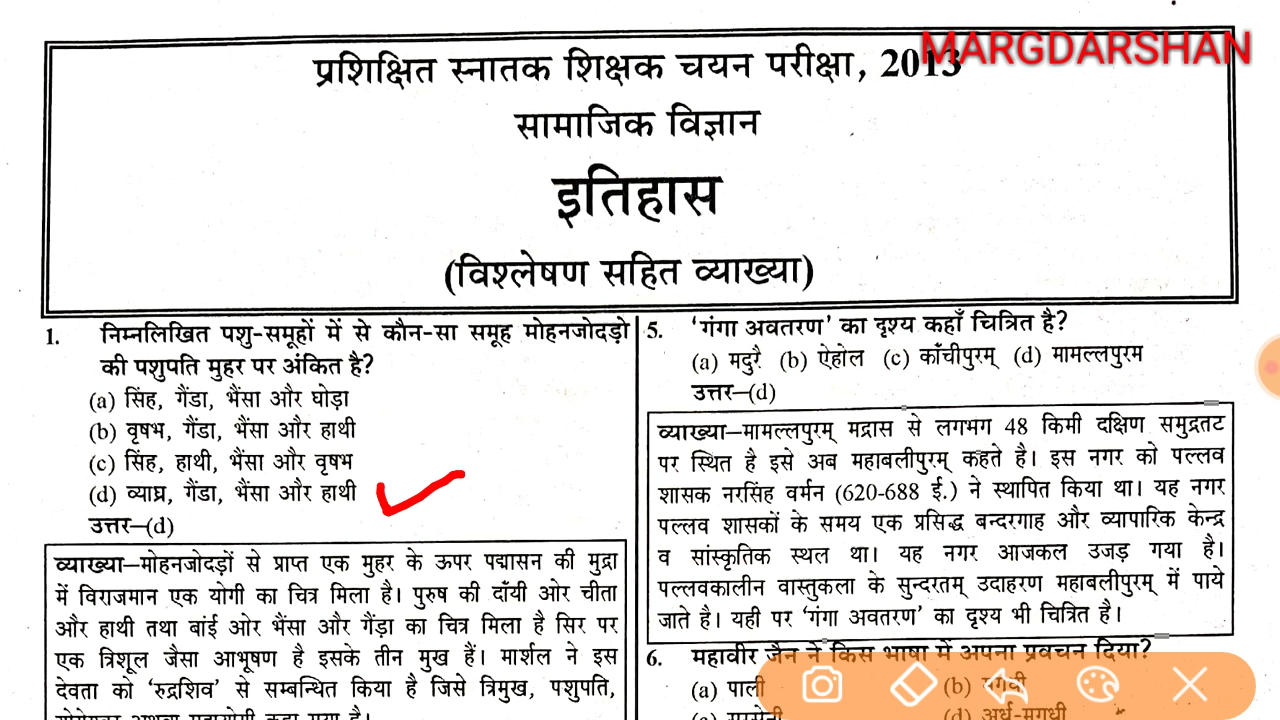 MARGDARSHAN
प्रशिक्षित स्नातक शिक्षक चयन परीक्षा, 2013
सामाजिक विज्ञान
इतिहास
(विश्लेषण सहित व्याख्या)
1. निम्नलिखित पशु-समूहों में से कौन-सा समूह मोहनजोदड़ो
की पशुपति मुहर पर अंकित है?
(a) सिंह, गैंडा, भैंसा और घोड़ा
(b) वृषभ, गैंडा, भैंसा और हाथी
(c) सिंह, हाथी, भैंसा और वृषभ
(d) व्याघ्र, गैंडा, भैंसा और हाथी
उत्तर–(d)
व्याख्या–मोहनजोदड़ों से प्राप्त एक मुहर के ऊपर पद्मासन की मुद्रा
में विराजमान एक योगी का चित्र मिला है। पुरुष की दाँयी ओर चीता
और हाथी तथा बांई ओर भैंसा और गैंड़ा का चित्र मिला है सिर पर
एक त्रिशूल जैसा आभूषण है इसके तीन मुख हैं। मार्शल ने इस
देवता को ‘रुद्रशिव’ से सम्बन्धित किया है जिसे त्रिमुख, पशुपति,
5. ‘गंगा अवतरण’ का दृश्य कहाँ चित्रित है?
(a) मदुरै (b) ऐहोल (c) काँचीपुरम् (d) मामल्लपुरम
उत्तर–(d)
व्याख्या–मामल्लपुरम् मद्रास से लगभग 48 किमी दक्षिण समुद्रतट
पर स्थित है इसे अब महाबलीपुरम् कहते है। इस नगर को पल्लव
शासक नरसिंह वर्मन (620-688 ई.) ने स्थापित किया था। यह नगर
पल्लव शासकों के समय एक प्रसिद्ध बन्दरगाह और व्यापारिक केन्द्र
व सांस्कृतिक स्थल था। यह नगर आजकल उजड़ गया है।
पल्लवकालीन वास्तुकला के सुन्दरतम् उदाहरण महाबलीपुरम् में पाये
जाते है। यही पर ‘गंगा अवतरण’ का दृश्य भी चित्रित है।
6. महावीर जैन ने किस भाषा में अपना प्रवचन दिया?
(a) पाली (b)
(d) अर्ध-मगधी